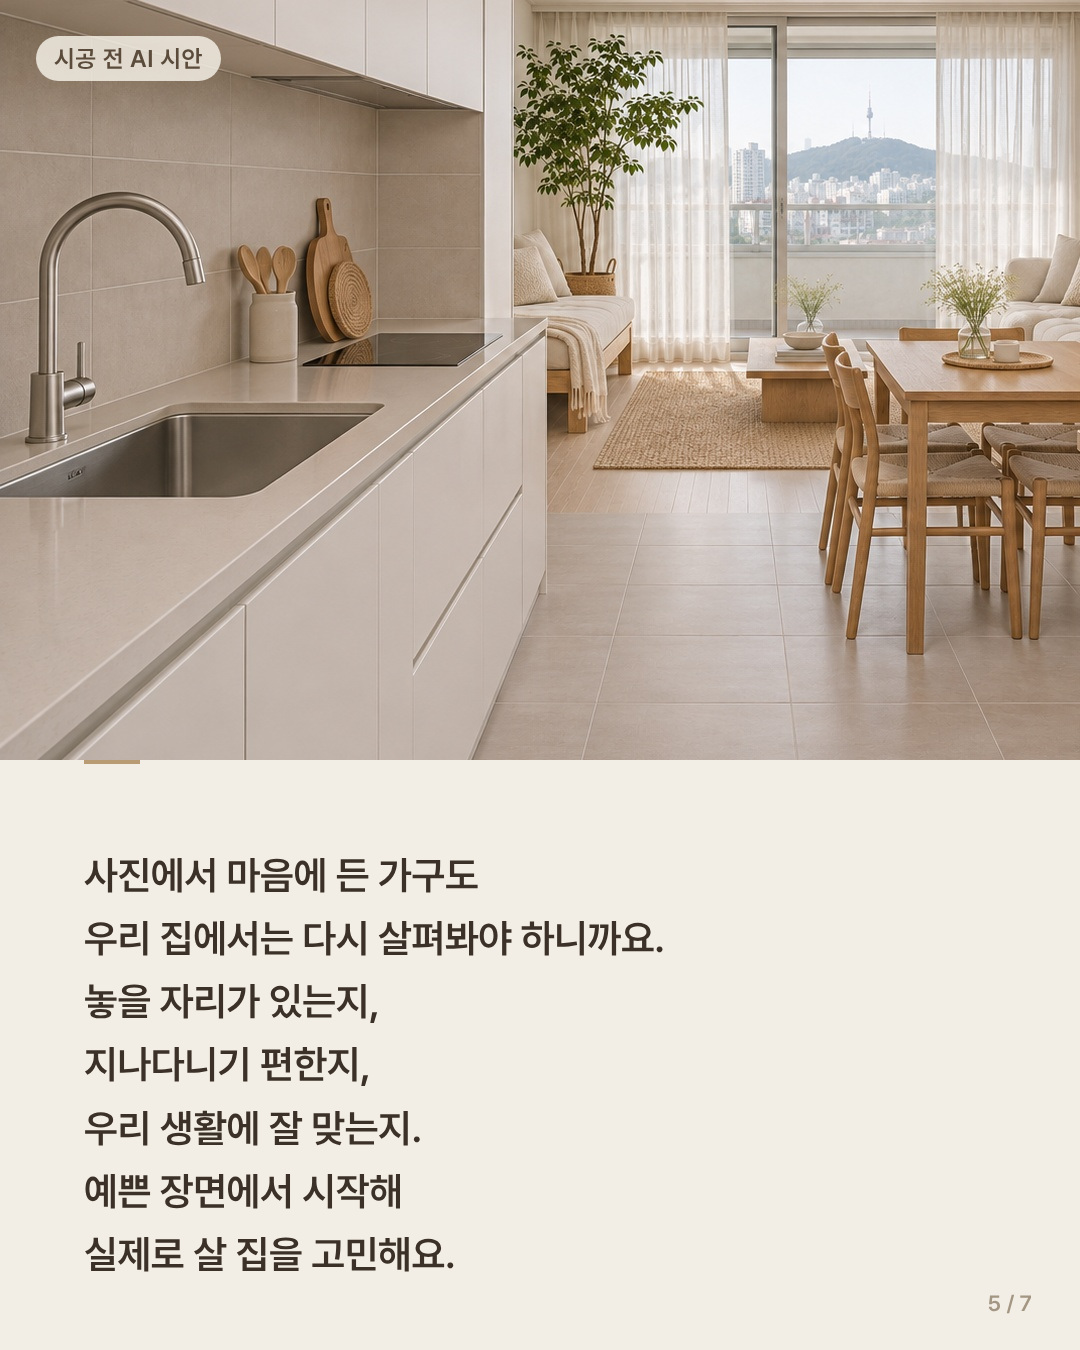 시공 전 AI 시안
사진에서 마음에 든 가구도
우리 집에서는 다시 살펴봐야 하니까요.
놓을 자리가 있는지,
지나다니기 편한지,
우리 생활에 잘 맞는지.
예쁜 장면에서 시작해
실제로 살 집을 고민해요.
5 / 7